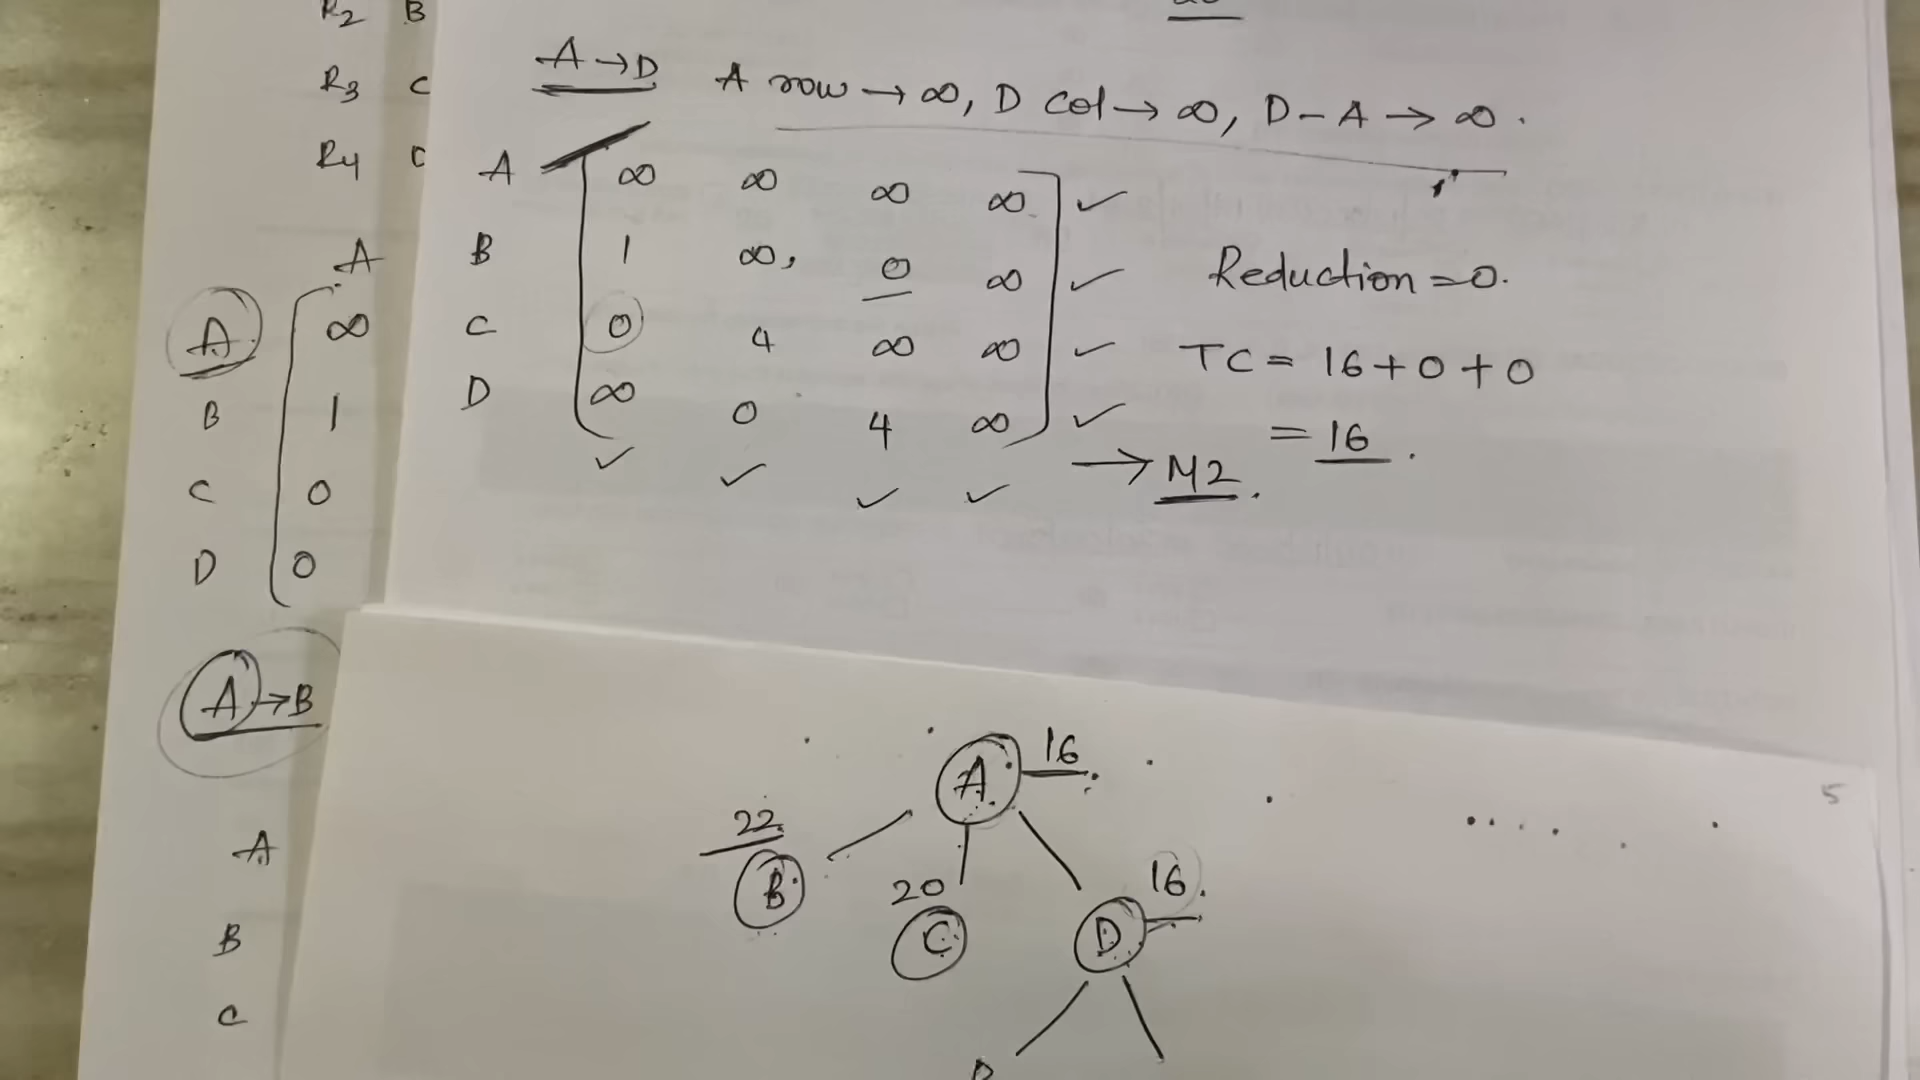 R2 B
R3 C
R4
A→D A row → ∞, D col → ∞, D-A → ∞.
A ∞ ∞ ∞ ∞ ✓
B 1 ∞, 0 ∞ ✓ Reduction = 0.
C 0 4 ∞ ∞ ✓ TC = 16+0+0
D ∞ 0 4 ∞ ✓ = 16.
✓ ✓ ✓ ✓ → M2.
A
A ∞
B 1
C 0
D 0
A→B
A
B
C
5
A 16
22 B
20 C
16. D